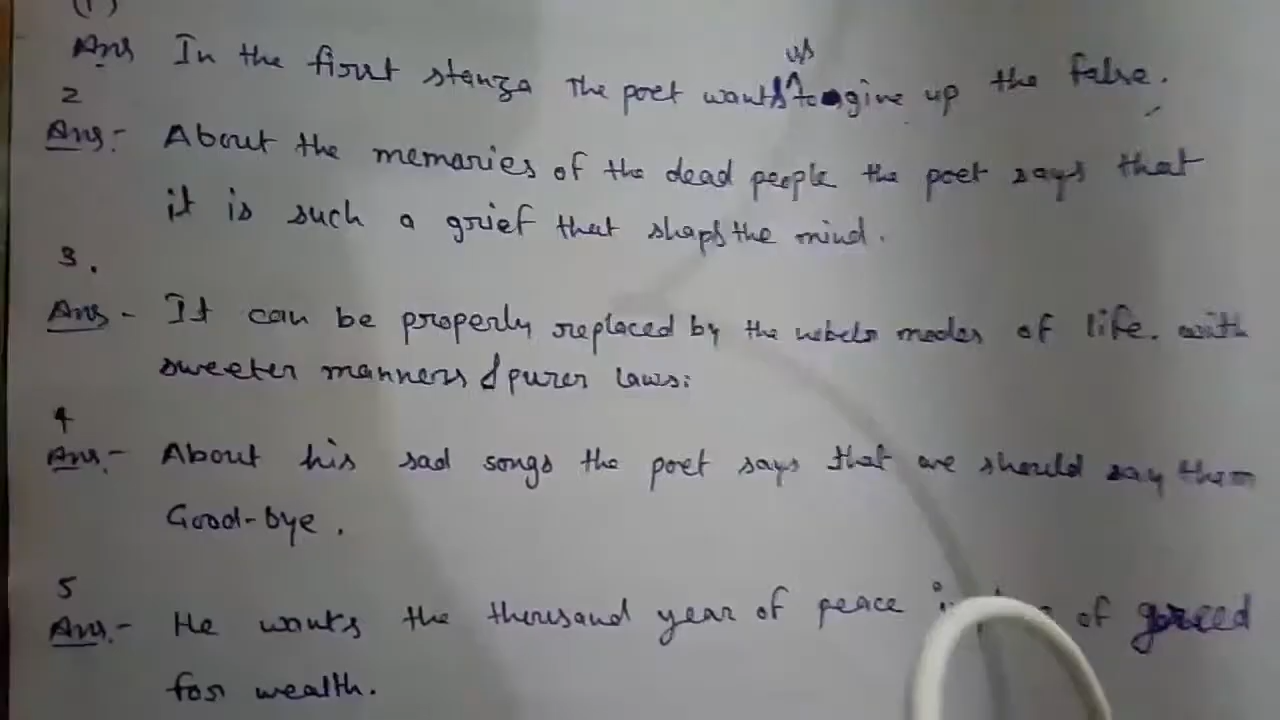 (1)
Ans In the first stanza The poet wants us to give up the false.
2
Ans:- About the memories of the dead people the poet says that
it is such a grief that shaps the mind.
3.
Ans - It can be properly replaced by the modes of life. with
sweeter manners & purer laws:
4
Ans.- About his sad songs the poet says that we should say them
Good-bye.
5
Ans.- He wants the thousand year of peace of greed
for wealth.